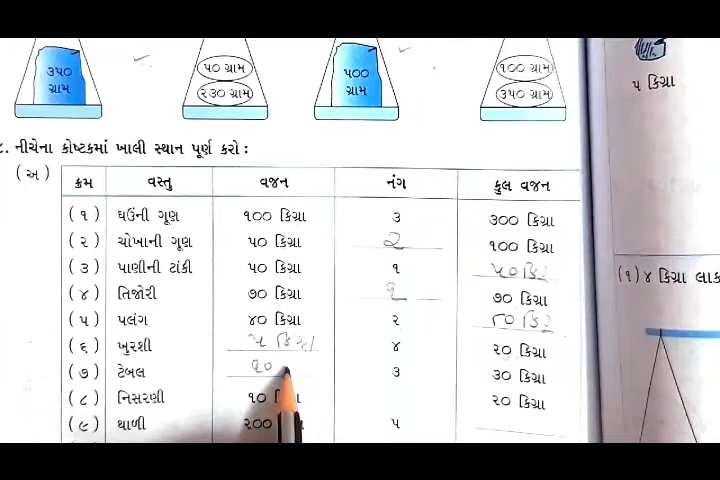 ૩૫૦ ગ્રામ
૫૦ ગ્રામ
૨૩૦ ગ્રામ
૫૦૦ ગ્રામ
૧૦૦ ગ્રામ
૩૫૦ ગ્રામ
૫ કિગ્રા
૮. નીચેના કોષ્ટકમાં ખાલી સ્થાન પૂર્ણ કરો :
(અ)
ક્રમ વસ્તુ વજન નંગ કુલ વજન
(૧) ઘઉંની ગૂણ ૧૦૦ કિગ્રા ૩ ૩૦૦ કિગ્રા
(૨) ચોખાની ગૂણ ૫૦ કિગ્રા ૨ ૧૦૦ કિગ્રા
(૩) પાણીની ટાંકી ૫૦ કિગ્રા ૧ ૫૦ કિ
(૪) તિજોરી ૭૦ કિગ્રા ૧ ૭૦ કિગ્રા
(૫) પલંગ ૪૦ કિગ્રા ૨ ૮૦ કિ
(૬) ખુરશી ૫ કિગ્રા ૪ ૨૦ કિગ્રા
(૭) ટેબલ ૧૦ ૩ ૩૦ કિગ્રા
(૮) નિસરણી ૧૦ કિ ૨૦ કિગ્રા
(૯) થાળી ૨૦૦ ગ્રામ ૫
(૧) ૪ કિગ્રા લાક